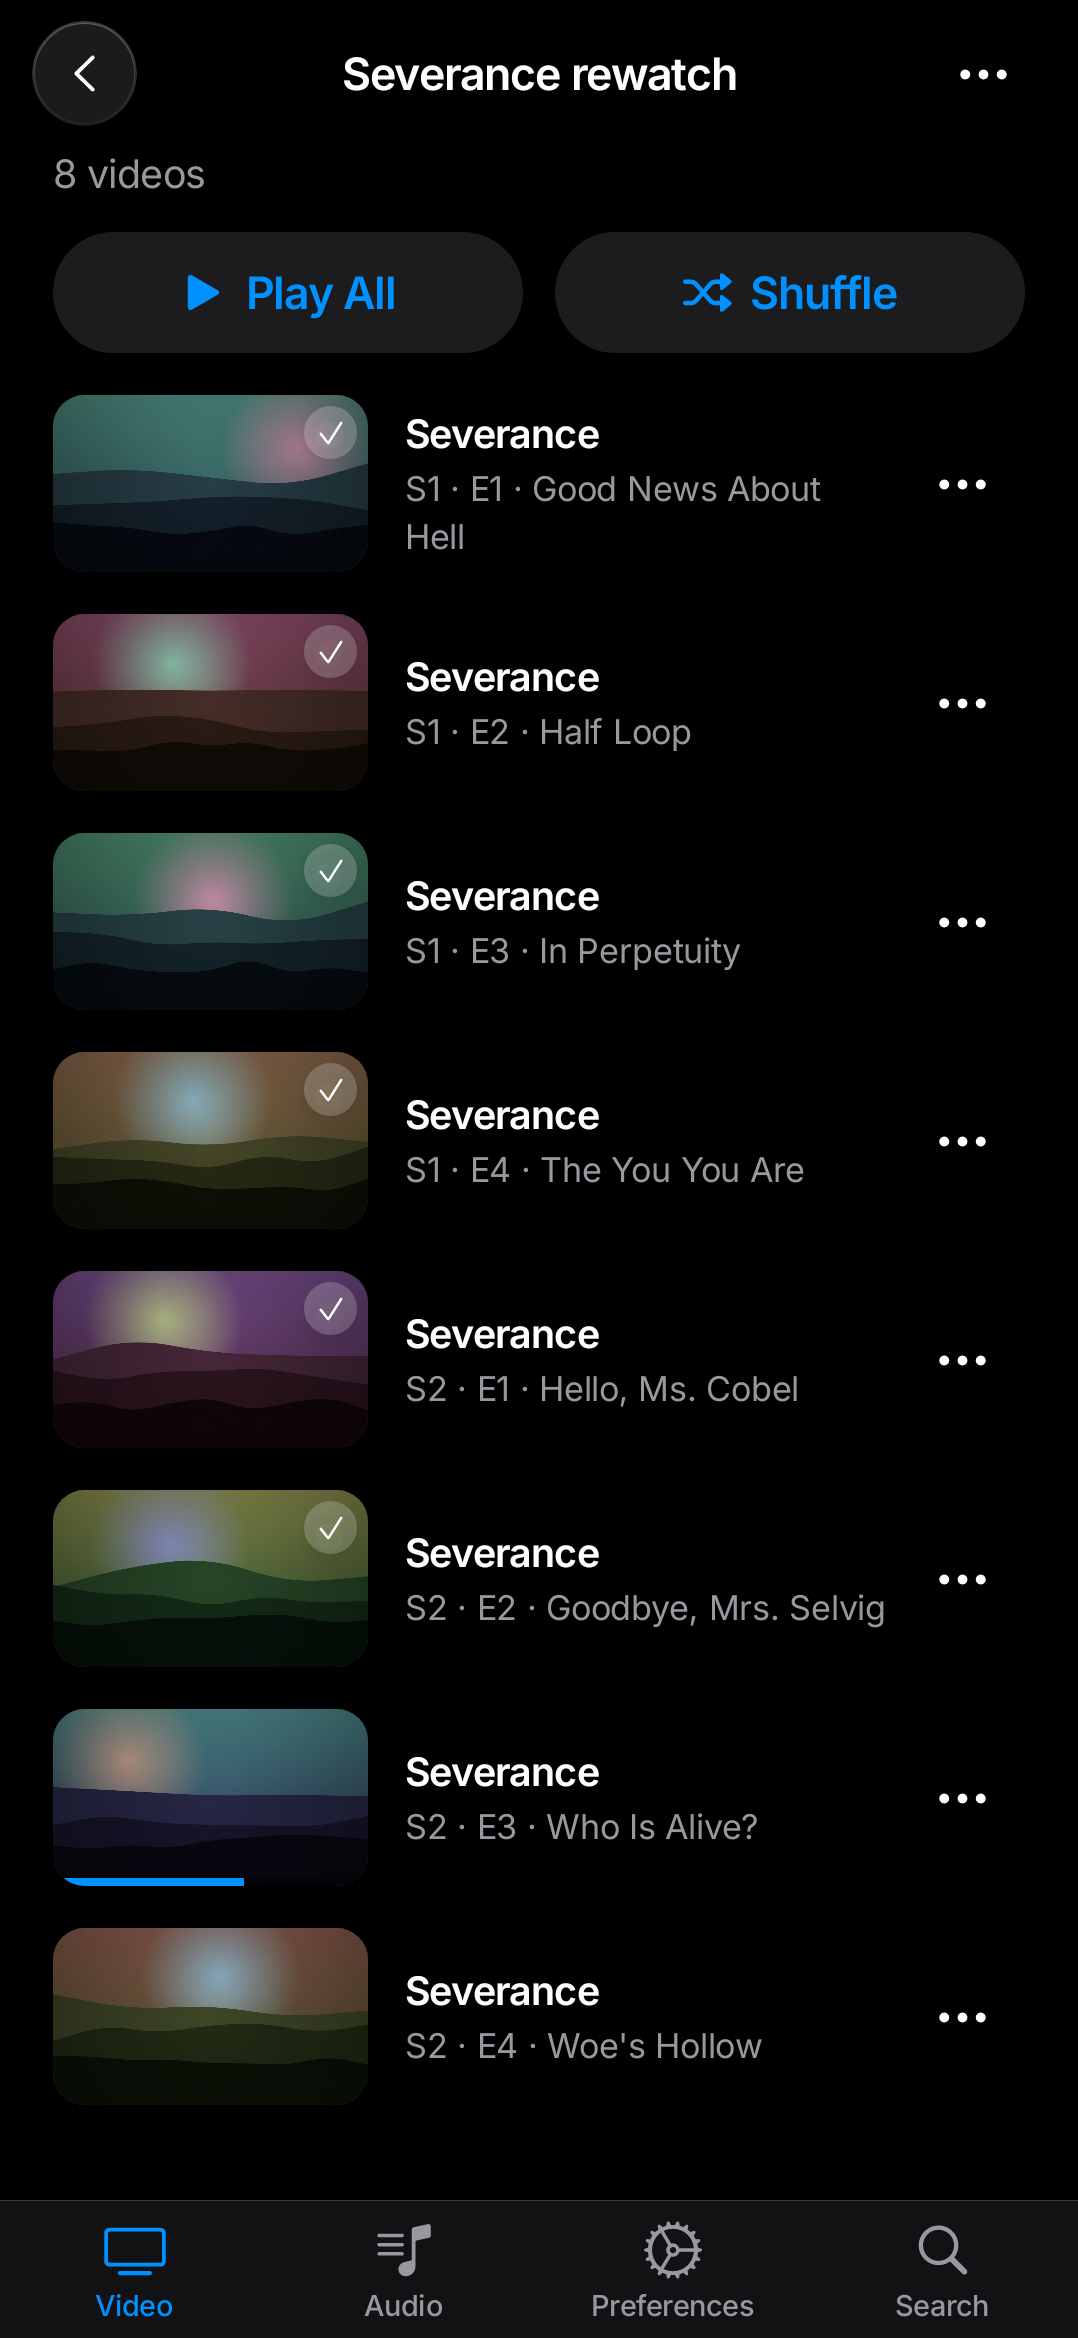 Severance rewatch
8 videos
Play All
Shuffle
Severance
S1 · E1 · Good News About
Hell
Severance
S1 · E2 · Half Loop
Severance
S1 · E3 · In Perpetuity
Severance
S1 · E4 · The You You Are
Severance
S2 · E1 · Hello, Ms. Cobel
Severance
S2 · E2 · Goodbye, Mrs. Selvig
Severance
S2 · E3 · Who Is Alive?
Severance
S2 · E4 · Woe's Hollow
Video
Audio
Preferences
Search